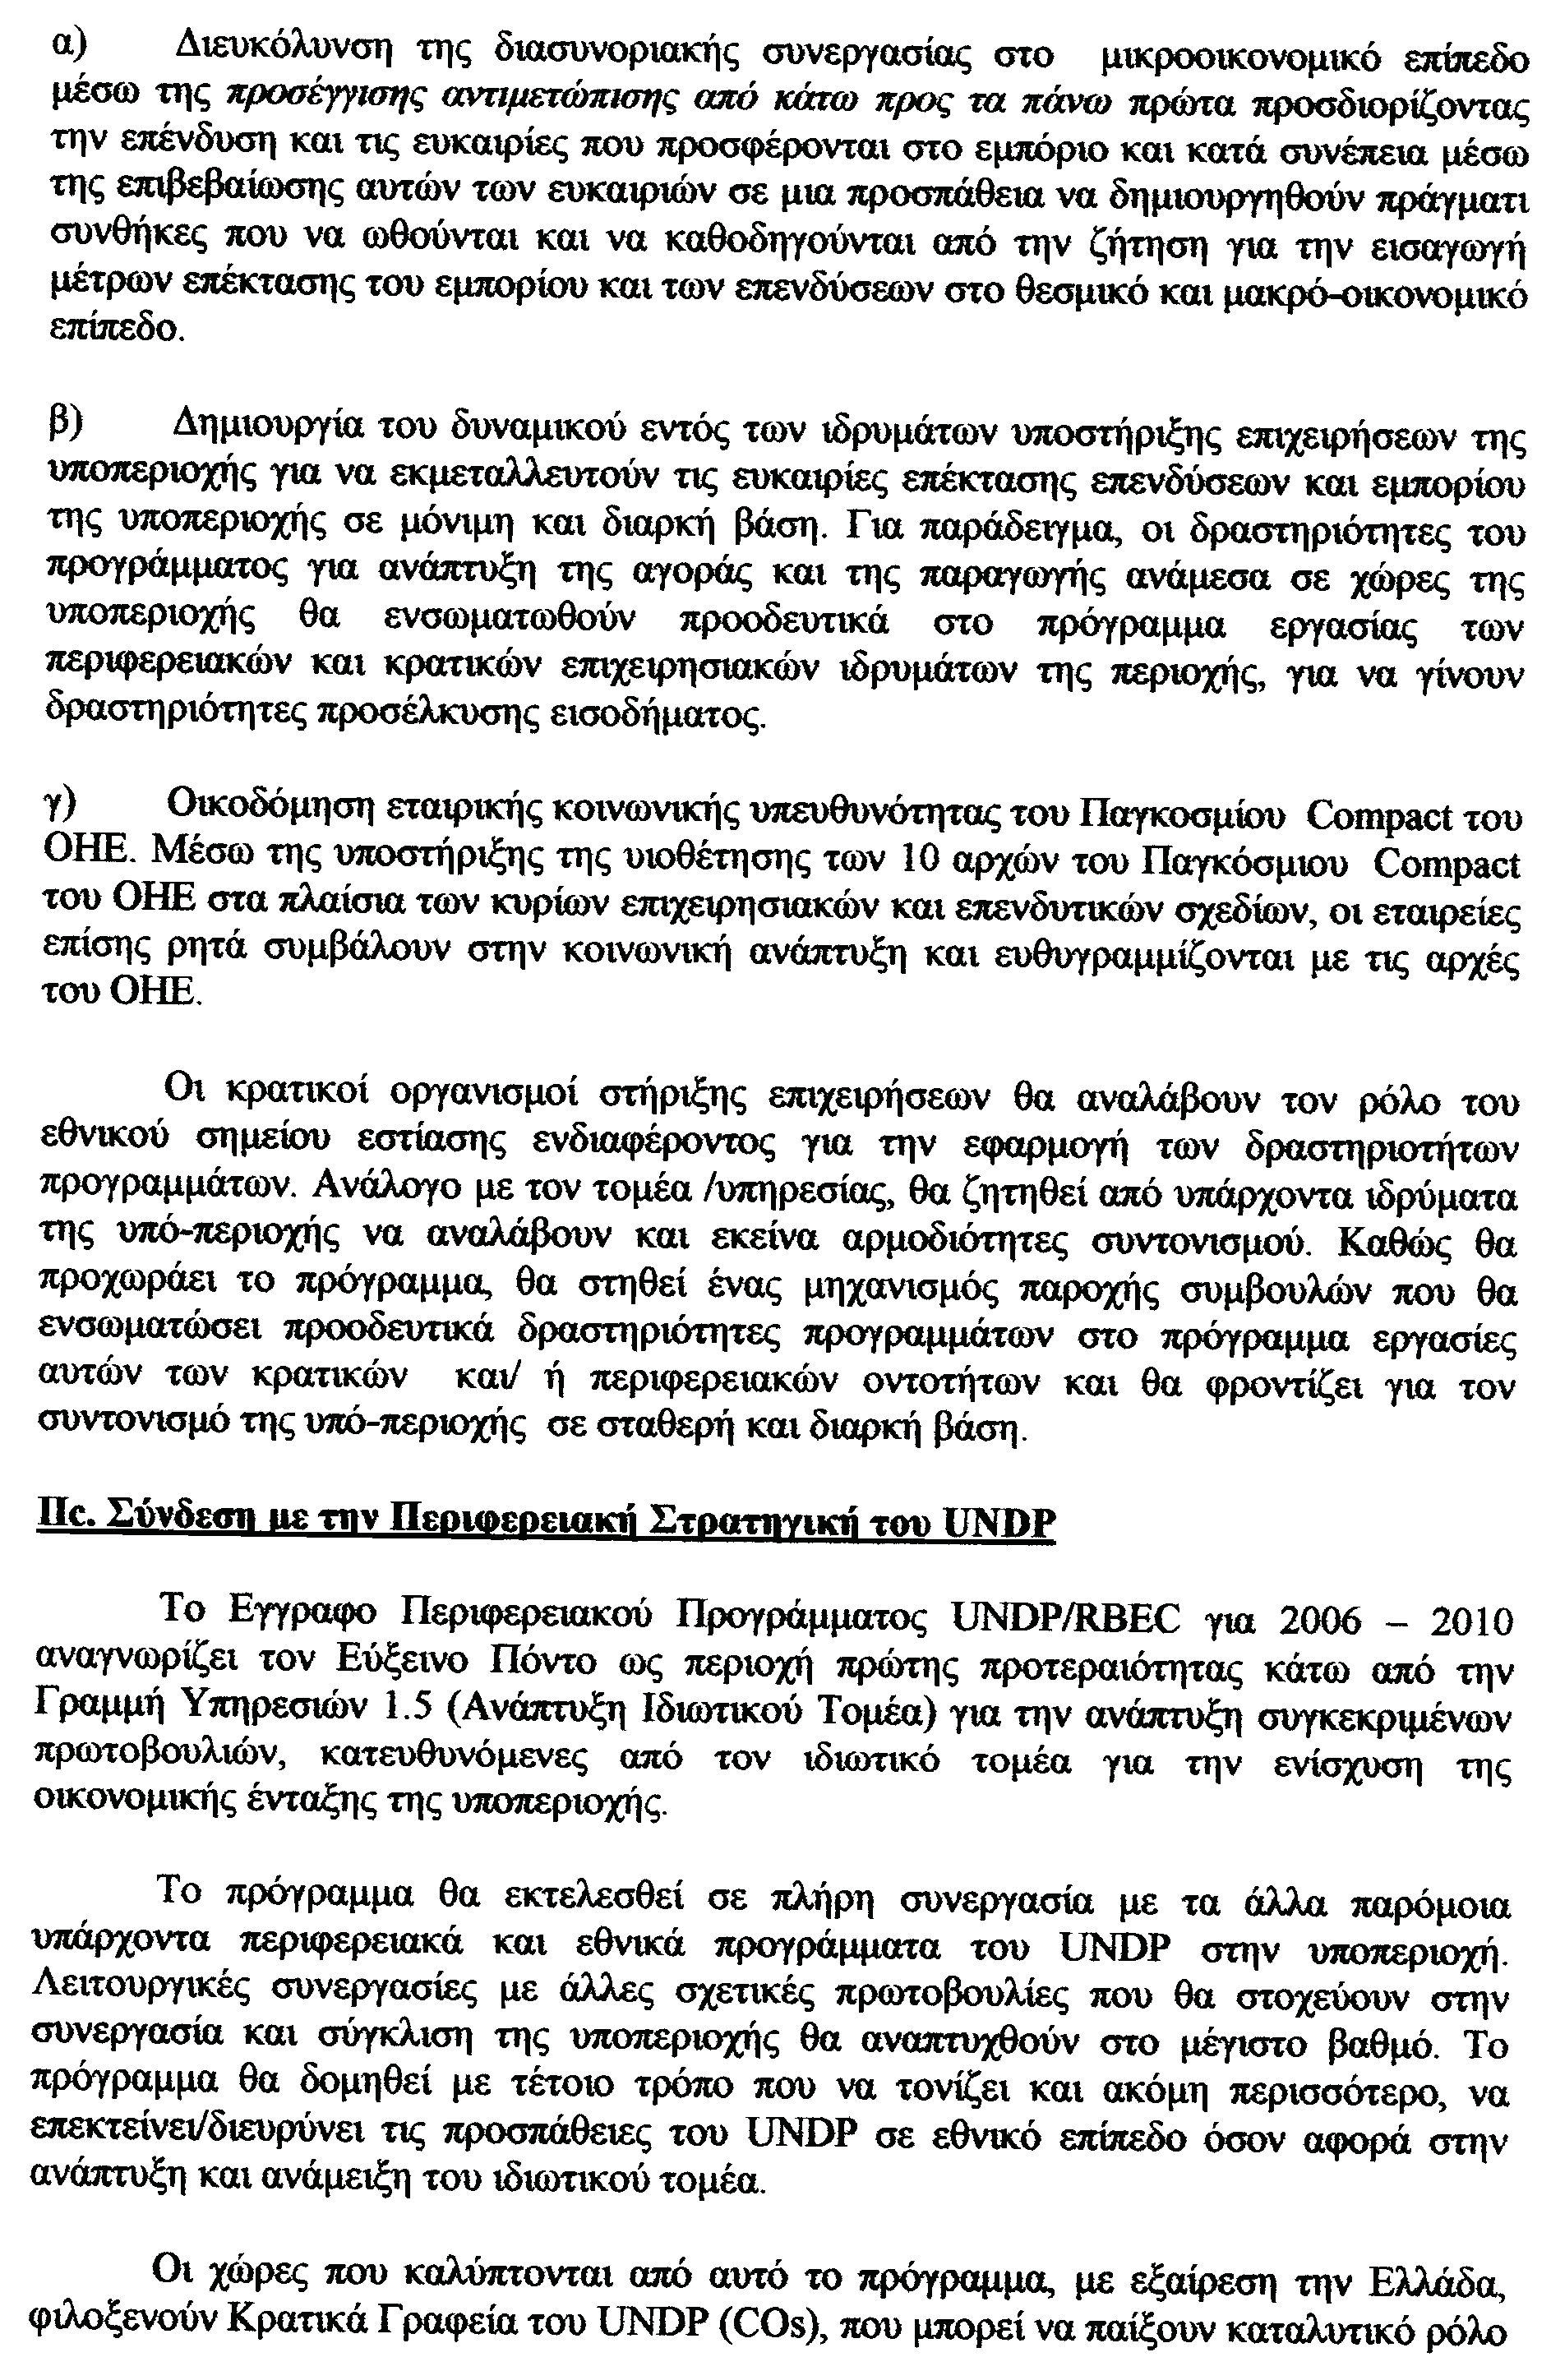 α) Διευκόλυνση της διασυνοριακής συνεργασίας στο μικροοικονομικό επίπεδο
μέσω της προσέγγισης αντιμετώπισης από κάτω προς τα πάνω πρώτα προσδιορίζοντας
την επένδυση και τις ευκαιρίες που προσφέρονται στο εμπόριο και κατά συνέπεια μέσω
της επιβεβαίωσης αυτών των ευκαιριών σε μια προσπάθεια να δημιουργηθούν πράγματι
συνθήκες που να ωθούνται και να καθοδηγούνται από την ζήτηση για την εισαγωγή
μέτρων επέκτασης του εμπορίου και των επενδύσεων στο θεσμικό και μακρό-οικονομικό
επίπεδο.
β) Δημιουργία του δυναμικού εντός των ιδρυμάτων υποστήριξης επιχειρήσεων της
υποπεριοχής για να εκμεταλλευτούν τις ευκαιρίες επέκτασης επενδύσεων και εμπορίου
της υποπεριοχής σε μόνιμη και διαρκή βάση. Για παράδειγμα, οι δραστηριότητες του
προγράμματος για ανάπτυξη της αγοράς και της παραγωγής ανάμεσα σε χώρες της
υποπεριοχής θα ενσωματωθούν προοδευτικά στο πρόγραμμα εργασίας των
περιφερειακών και κρατικών επιχειρησιακών ιδρυμάτων της περιοχής, για να γίνουν
δραστηριότητες προσέλκυσης εισοδήματος.
γ) Οικοδόμηση εταιρικής κοινωνικής υπευθυνότητας του Παγκοσμίου Compact του
ΟΗΕ. Μέσω της υποστήριξης της υιοθέτησης των 10 αρχών του Παγκόσμιου Compact
του ΟΗΕ στα πλαίσια των κυρίων επιχειρησιακών και επενδυτικών σχεδίων, οι εταιρείες
επίσης ρητά συμβάλουν στην κοινωνική ανάπτυξη και ευθυγραμμίζονται με τις αρχές
του ΟΗΕ.
Οι κρατικοί οργανισμοί στήριξης επιχειρήσεων θα αναλάβουν τον ρόλο του
εθνικού σημείου εστίασης ενδιαφέροντος για την εφαρμογή των δραστηριοτήτων
προγραμμάτων. Ανάλογο με τον τομέα /υπηρεσίας, θα ζητηθεί από υπάρχοντα ιδρύματα
της υπό-περιοχής να αναλάβουν και εκείνα αρμοδιότητες συντονισμού. Καθώς θα
προχωράει το πρόγραμμα, θα στηθεί ένας μηχανισμός παροχής συμβουλών που θα
ενσωματώσει προοδευτικά δραστηριότητες προγραμμάτων στο πρόγραμμα εργασίες
αυτών των κρατικών και/ ή περιφερειακών οντοτήτων και θα φροντίζει για τον
συντονισμό της υπό-περιοχής σε σταθερή και διαρκή βάση.
IIc. Σύνδεση με την Περιφερειακή Στρατηγική του UNDP
Το Εγγραφο Περιφερειακού Προγράμματος UNDP/RBEC για 2006 – 2010
αναγνωρίζει τον Εύξεινο Πόντο ως περιοχή πρώτης προτεραιότητας κάτω από την
Γραμμή Υπηρεσιών 1.5 (Ανάπτυξη Ιδιωτικού Τομέα) για την ανάπτυξη συγκεκριμένων
πρωτοβουλιών, κατευθυνόμενες από τον ιδιωτικό τομέα για την ενίσχυση της
οικονομικής ένταξης της υποπεριοχής.
Το πρόγραμμα θα εκτελεσθεί σε πλήρη συνεργασία με τα άλλα παρόμοια
υπάρχοντα περιφερειακά και εθνικά προγράμματα του UNDP στην υποπεριοχή.
Λειτουργικές συνεργασίες με άλλες σχετικές πρωτοβουλίες που θα στοχεύουν στην
συνεργασία και σύγκλιση της υποπεριοχής θα αναπτυχθούν στο μέγιστο βαθμό. Το
πρόγραμμα θα δομηθεί με τέτοιο τρόπο που να τονίζει και ακόμη περισσότερο, να
επεκτείνει/διευρύνει τις προσπάθειες του UNDP σε εθνικό επίπεδο όσον αφορά στην
ανάπτυξη και ανάμειξη του ιδιωτικού τομέα.
Οι χώρες που καλύπτονται από αυτό το πρόγραμμα, με εξαίρεση την Ελλάδα,
φιλοξενούν Κρατικά Γραφεία του UNDP (COs), που μπορεί να παίξουν καταλυτικό ρόλο